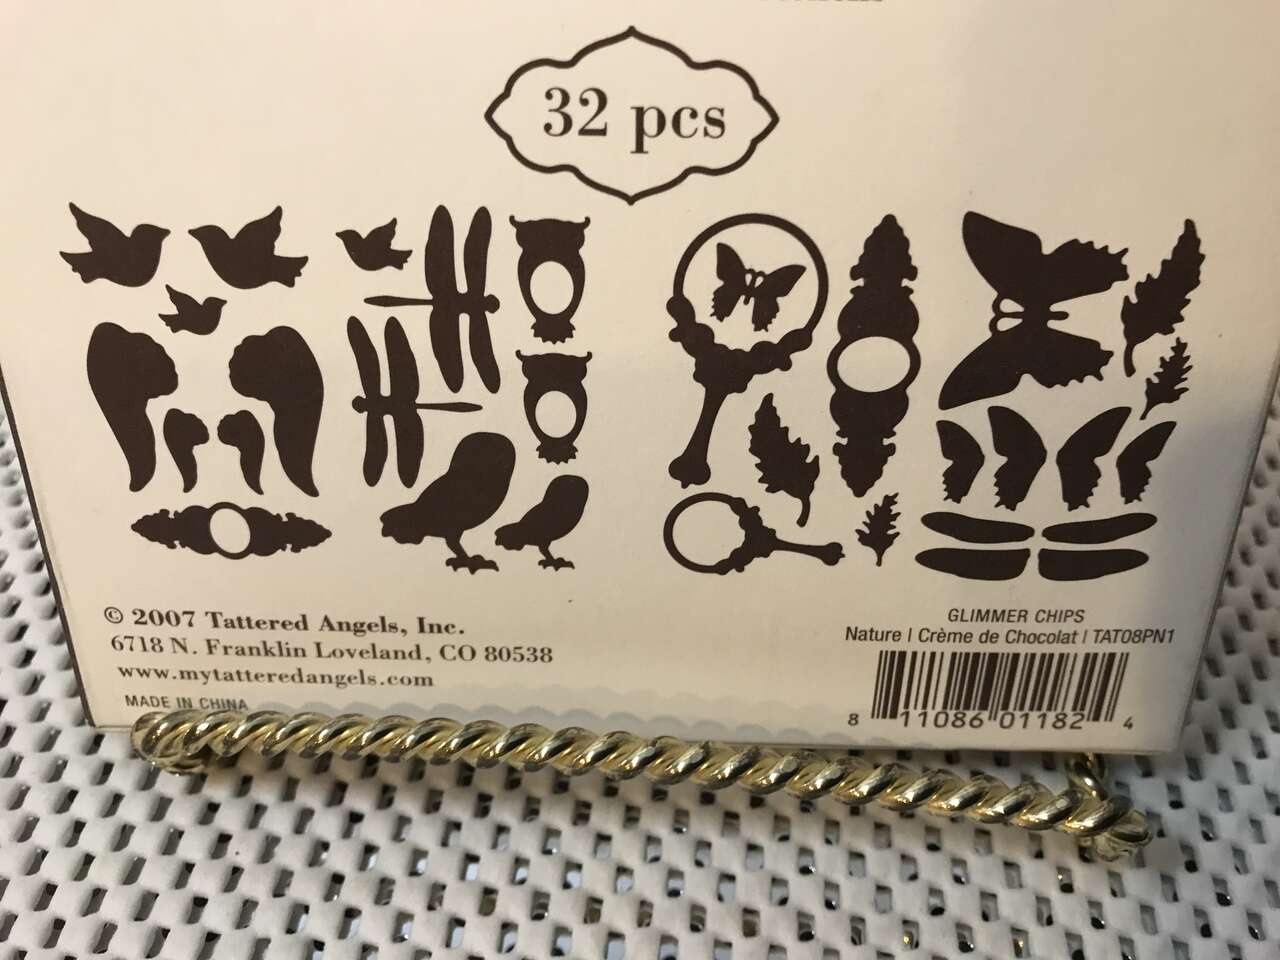 32 pcs
© 2007 Tattered Angels, Inc.
6718 N. Franklin Loveland, CO 80538
www.mytatteredangels.com
MADE IN CHINA
GLIMMER CHIPS
Nature | Crème de Chocolat | TAT08PN1
8 11086 01182 4